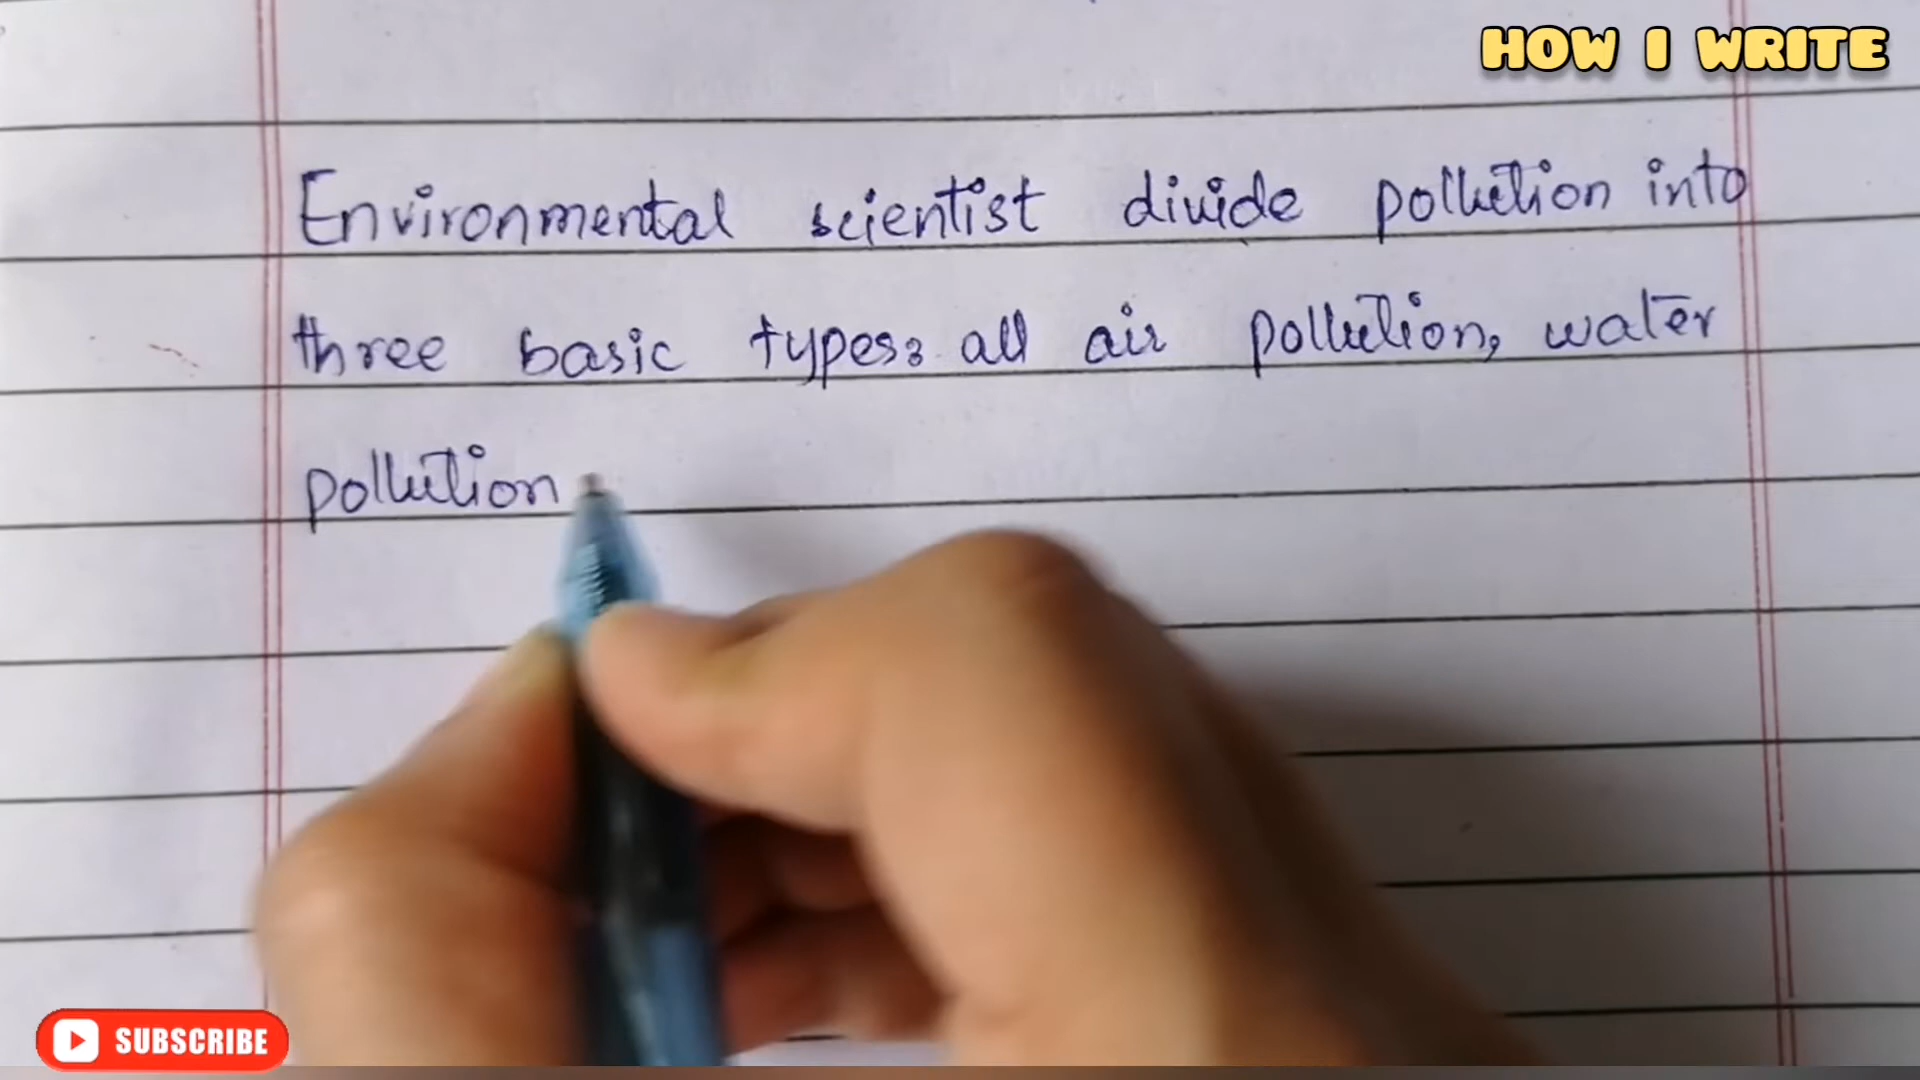 HOW I WRITE
Environmental scientist divide pollution into
three basic types: all air pollution, water
pollution
SUBSCRIBE